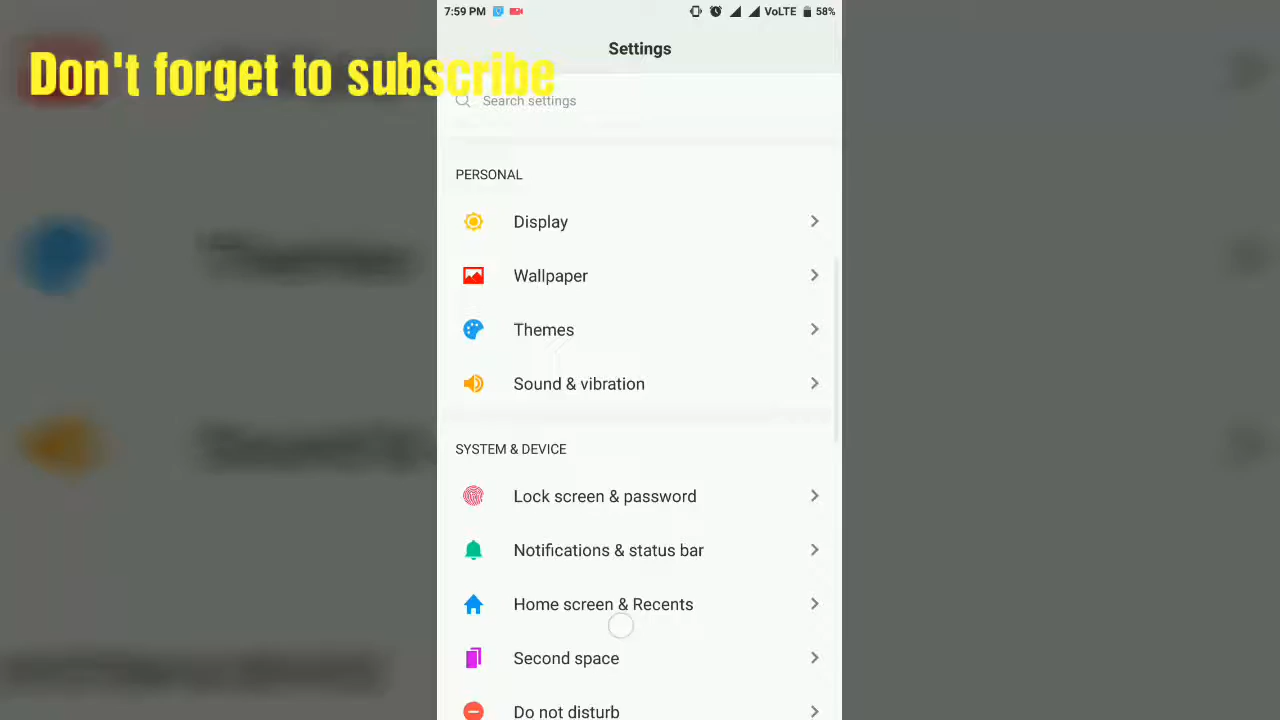 7:59 PM
VoLTE
58%
Settings
Don't forget to subscribe
Search settings
PERSONAL
Display
Wallpaper
Themes
Themes
Sound & vibration
SYSTEM & DEVICE
Lock screen & password
Notifications & status bar
Home screen & Recents
Second space
Do not disturb